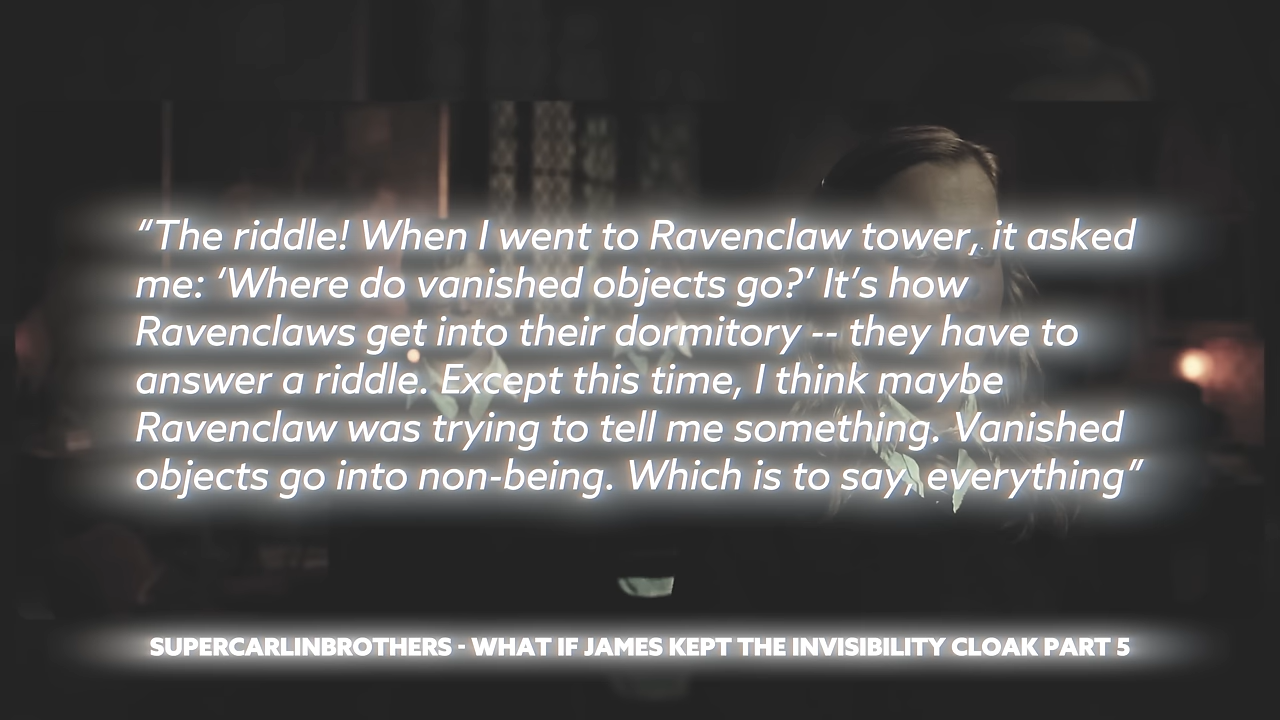 “The riddle! When I went to Ravenclaw tower, it asked
me: ‘Where do vanished objects go?’ It’s how
Ravenclaws get into their dormitory -- they have to
answer a riddle. Except this time, I think maybe
Ravenclaw was trying to tell me something. Vanished
objects go into non-being. Which is to say, everything”
SUPERCARLINBROTHERS - WHAT IF JAMES KEPT THE INVISIBILITY CLOAK PART 5